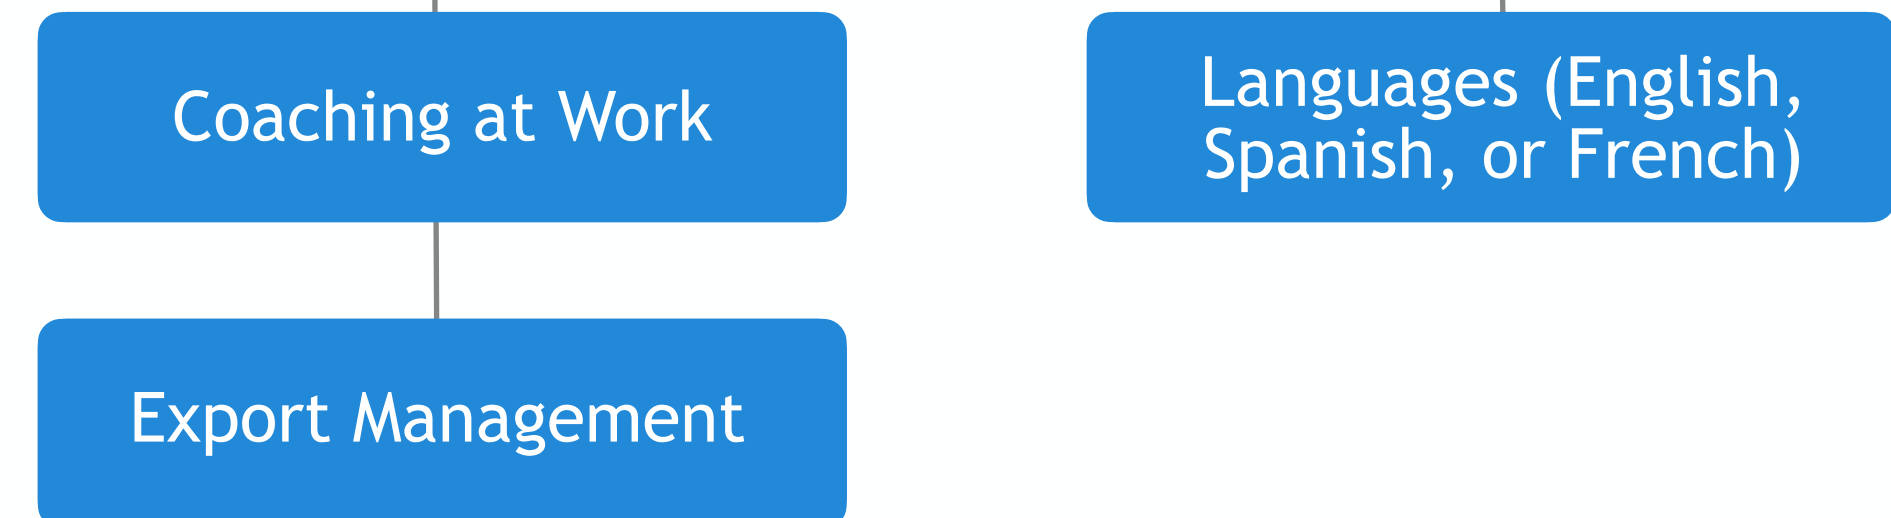 Coaching at Work
Languages (English,
Spanish, or French)
Export Management